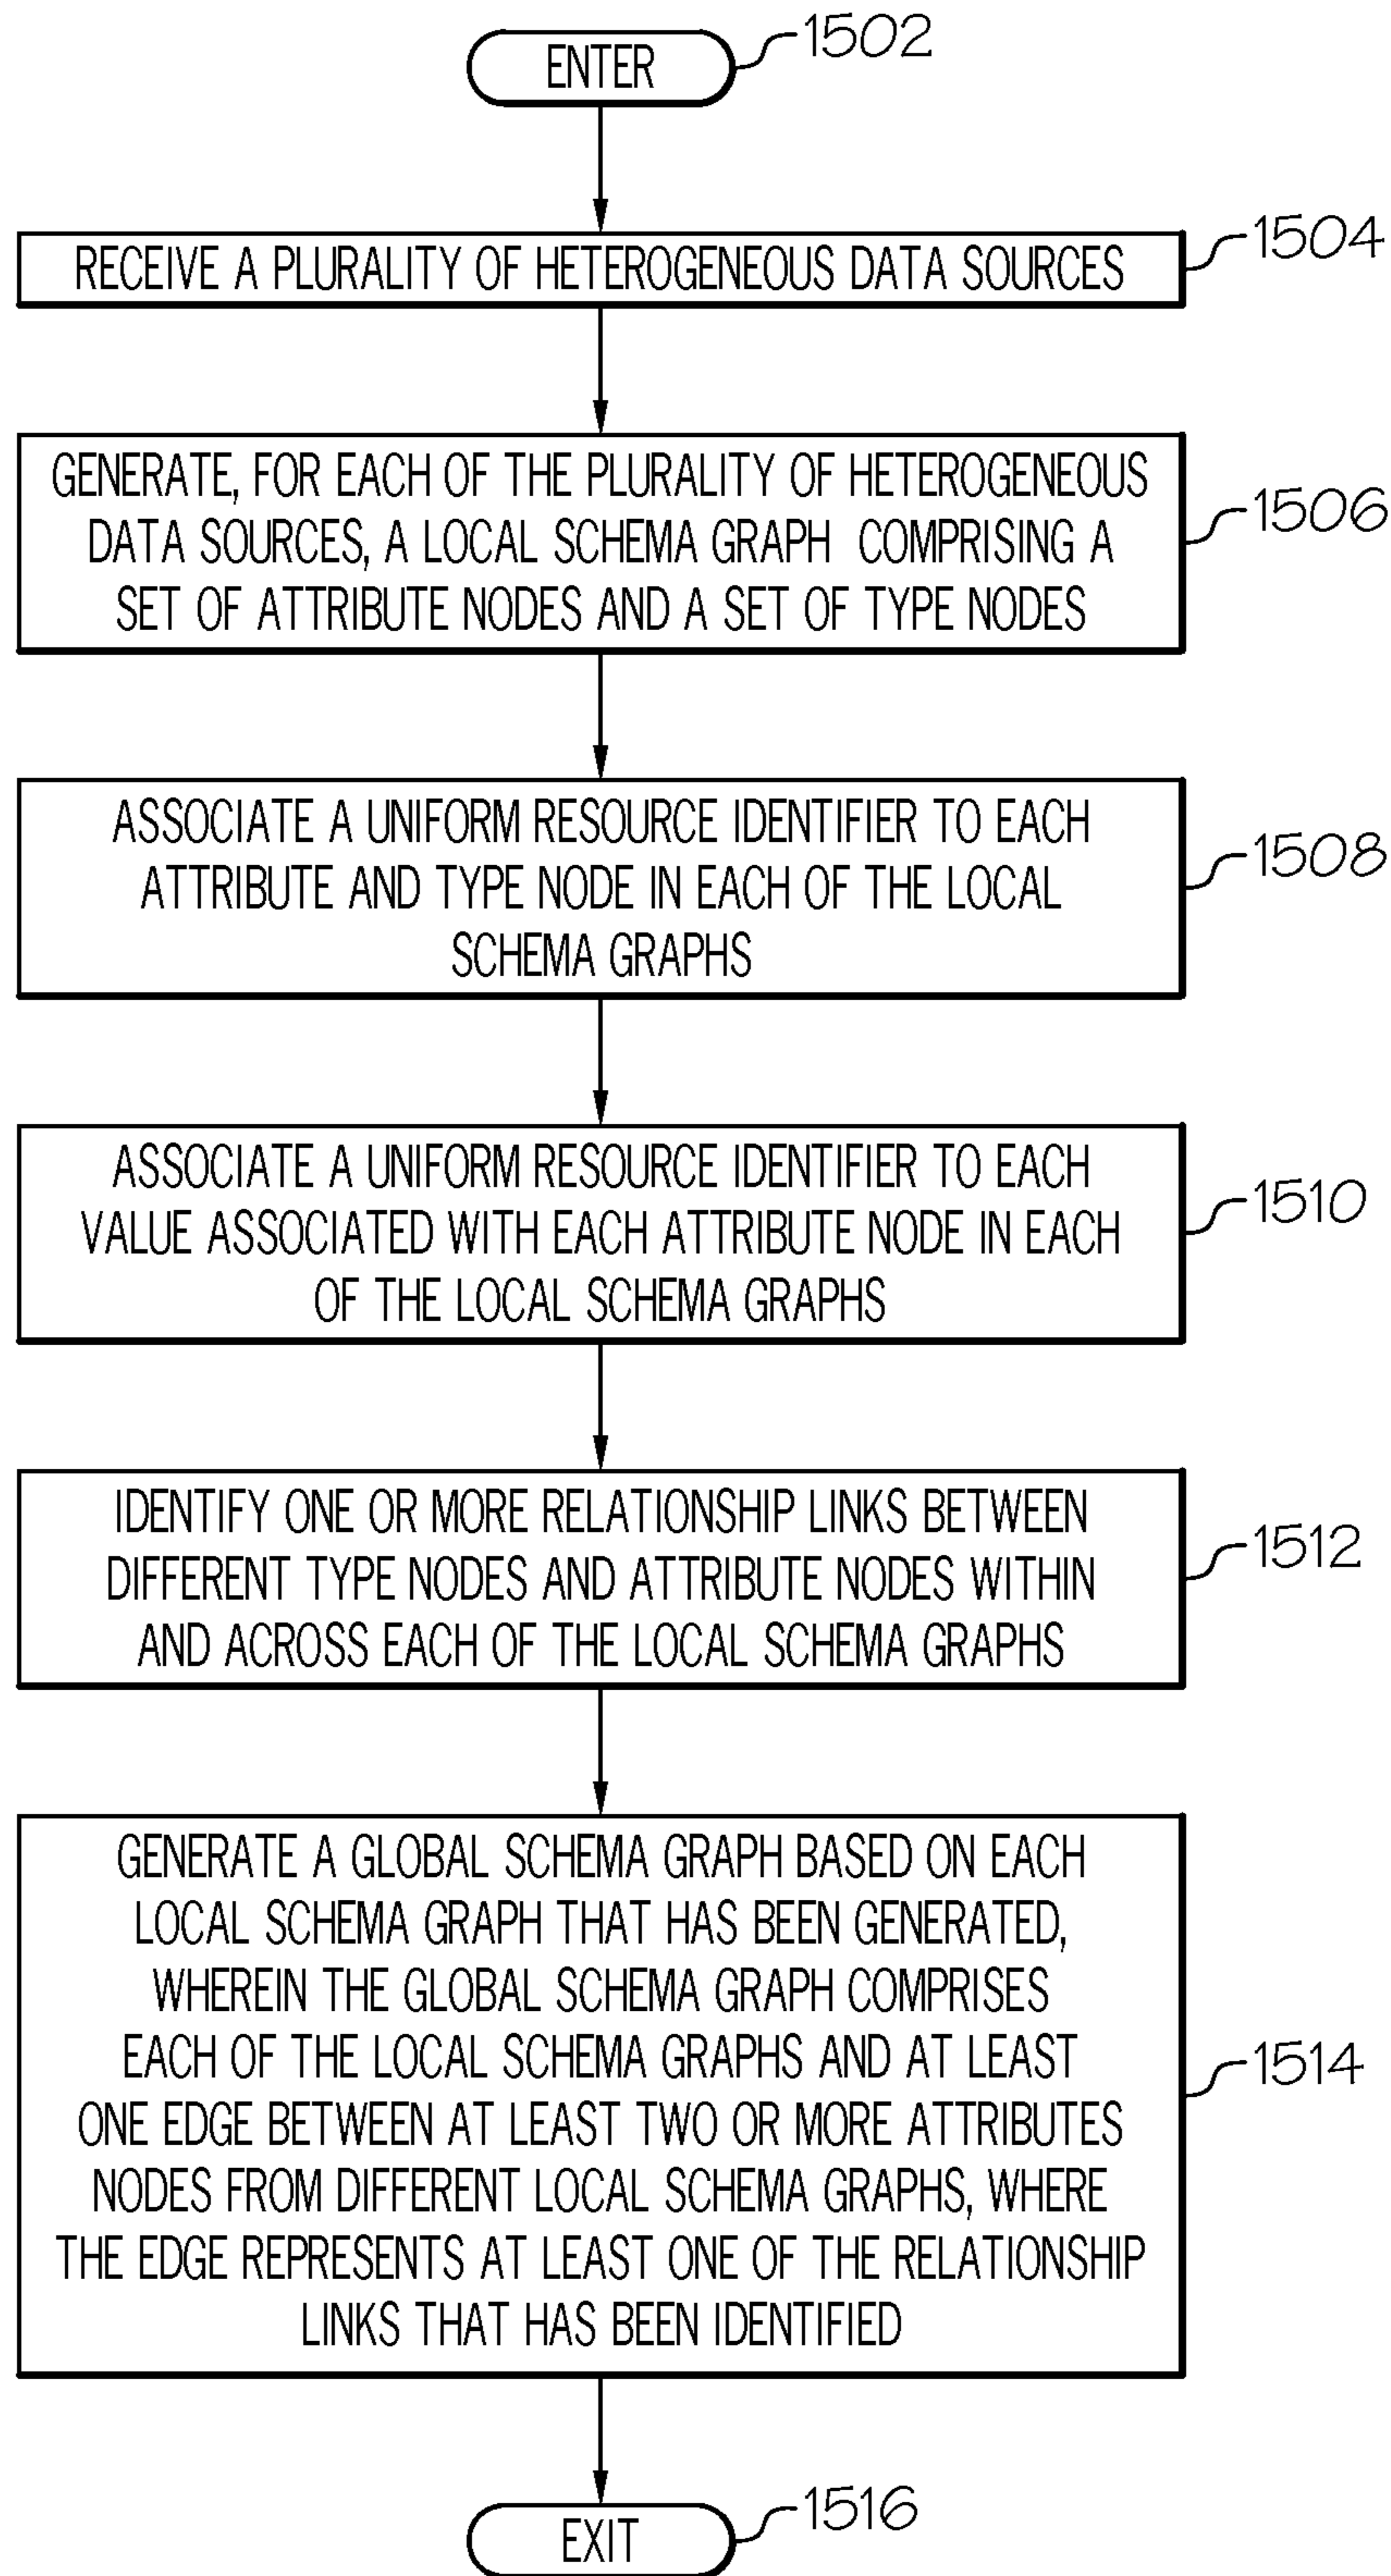 ENTER
1502
RECEIVE A PLURALITY OF HETEROGENEOUS DATA SOURCES
1504
GENERATE, FOR EACH OF THE PLURALITY OF HETEROGENEOUS
DATA SOURCES, A LOCAL SCHEMA GRAPH COMPRISING A
SET OF ATTRIBUTE NODES AND A SET OF TYPE NODES
1506
ASSOCIATE A UNIFORM RESOURCE IDENTIFIER TO EACH
ATTRIBUTE AND TYPE NODE IN EACH OF THE LOCAL
SCHEMA GRAPHS
1508
ASSOCIATE A UNIFORM RESOURCE IDENTIFIER TO EACH
VALUE ASSOCIATED WITH EACH ATTRIBUTE NODE IN EACH
OF THE LOCAL SCHEMA GRAPHS
1510
IDENTIFY ONE OR MORE RELATIONSHIP LINKS BETWEEN
DIFFERENT TYPE NODES AND ATTRIBUTE NODES WITHIN
AND ACROSS EACH OF THE LOCAL SCHEMA GRAPHS
1512
GENERATE A GLOBAL SCHEMA GRAPH BASED ON EACH
LOCAL SCHEMA GRAPH THAT HAS BEEN GENERATED,
WHEREIN THE GLOBAL SCHEMA GRAPH COMPRISES
EACH OF THE LOCAL SCHEMA GRAPHS AND AT LEAST
ONE EDGE BETWEEN AT LEAST TWO OR MORE ATTRIBUTES
NODES FROM DIFFERENT LOCAL SCHEMA GRAPHS, WHERE
THE EDGE REPRESENTS AT LEAST ONE OF THE RELATIONSHIP
LINKS THAT HAS BEEN IDENTIFIED
1514
EXIT
1516